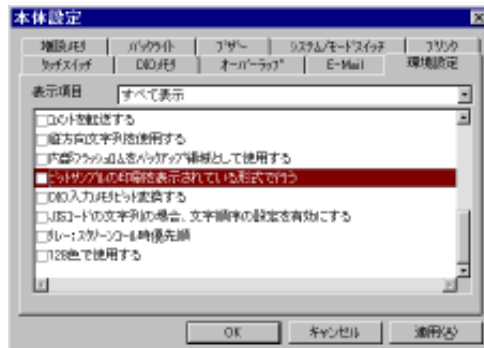 本体設定
増設メモリ バックライト ブザー システム/モードスイッチ プリンタ
タッチスイッチ DIOメモリ オーバーラップ E-Mail 環境設定
表示項目 すべて表示
コメントを転送する
縦方向文字列を使用する
内部フラッシュロムをバックアップ領域として使用する
ビットサンプルの印刷を表示されている形式で行う
DIO入力メモリビット変換する
JISコードの文字列の場合、文字順序の設定を有効にする
グレー:スクリーンコール時優先順
128色で使用する
OK キャンセル 適用(A)